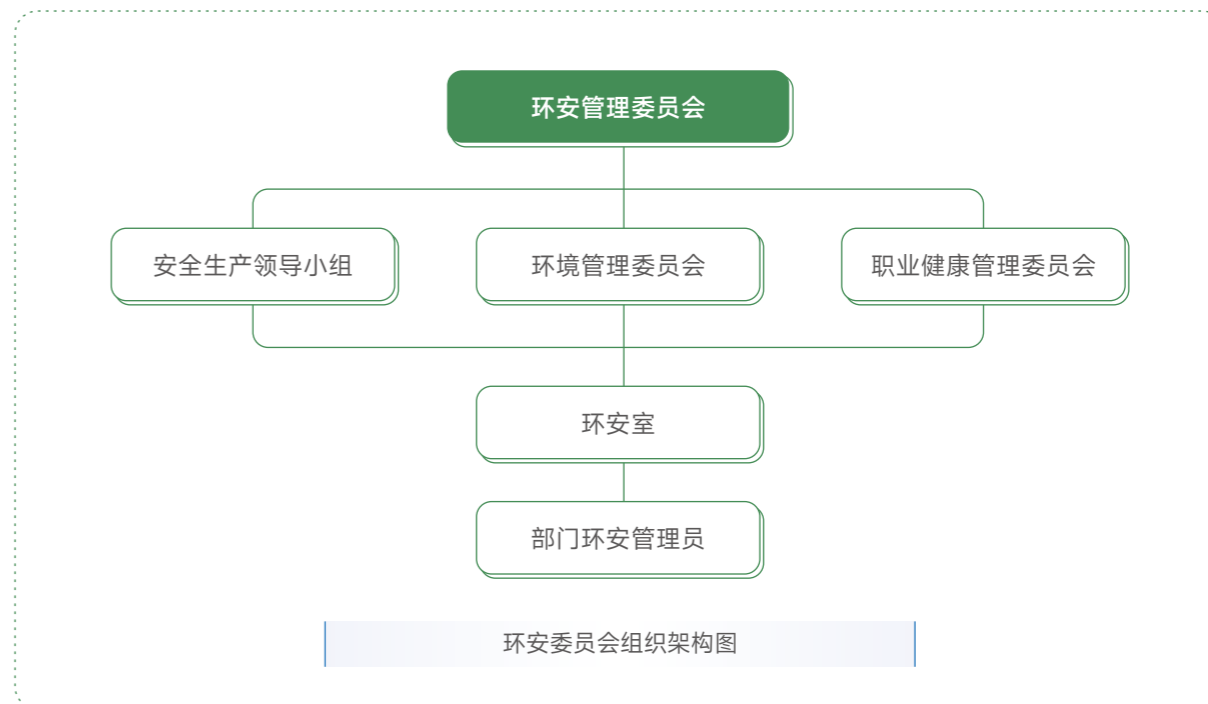 环安管理委员会
安全生产领导小组
环境管理委员会
职业健康管理委员会
环安室
部门环安管理员
环安委员会组织架构图